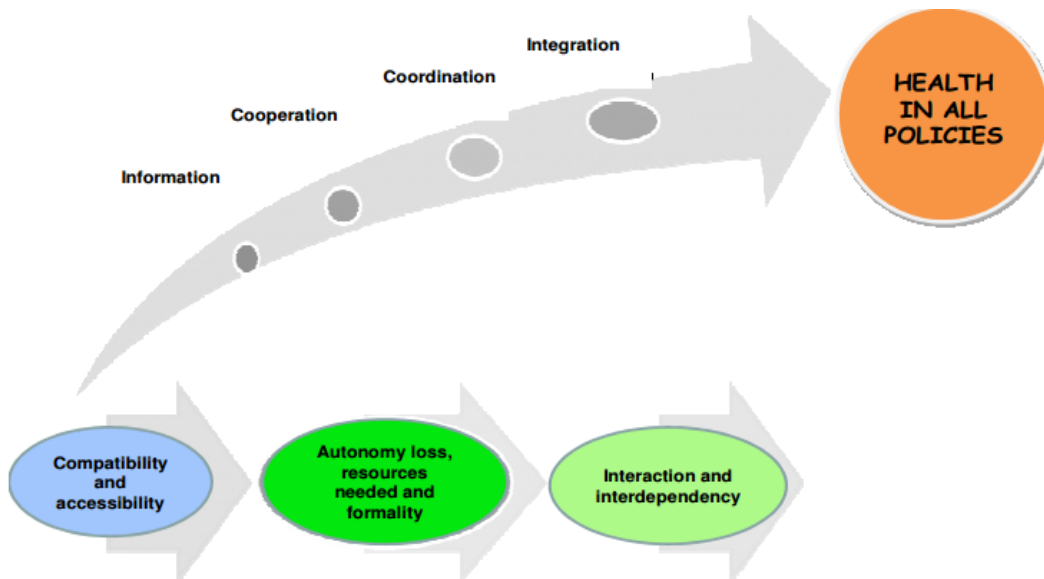 Integration
Coordination
Cooperation
Information
HEALTH
IN ALL
POLICIES
Compatibility
and
accessibility
Autonomy loss,
resources
needed and
formality
Interaction and
interdependency